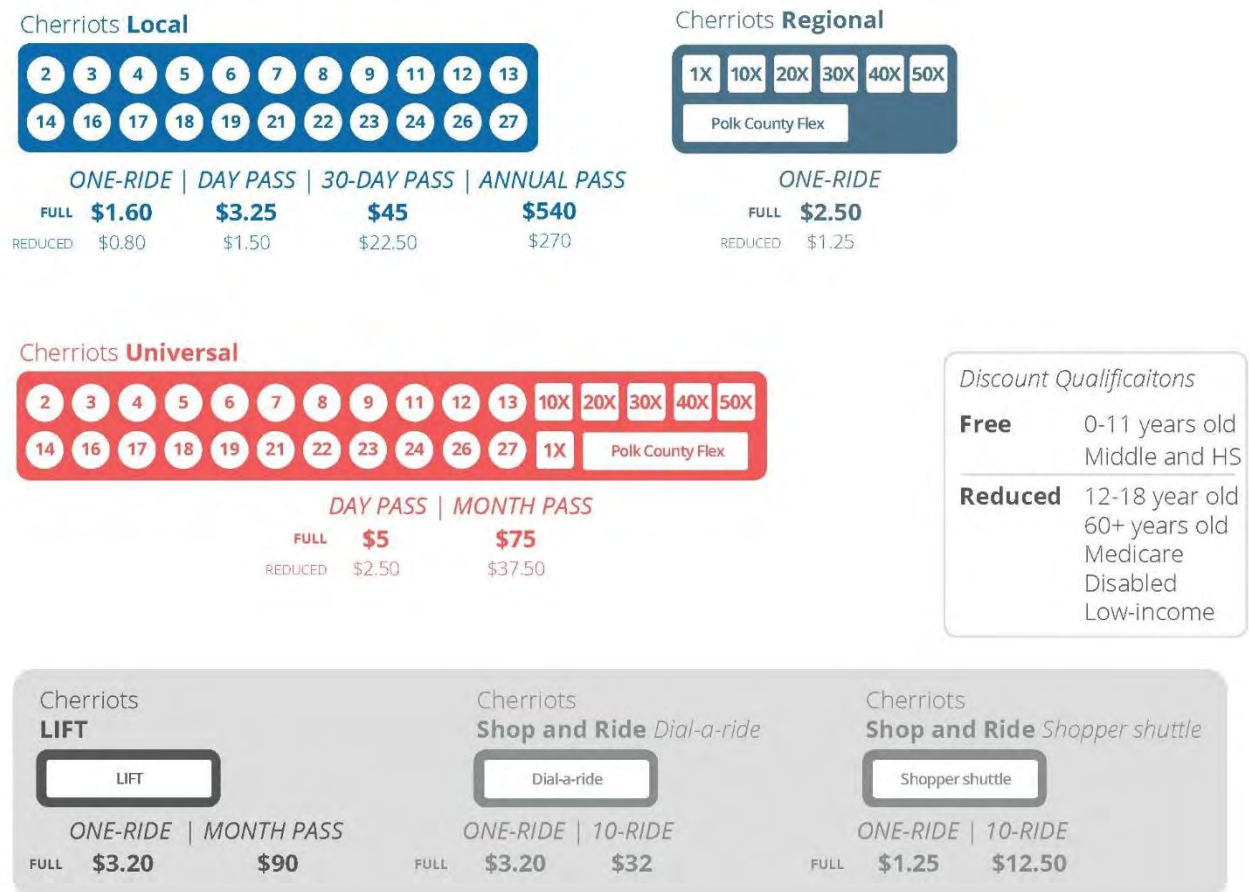 Cherriots Local
2 3 4 5 6 7 8 9 11 12 13
14 16 17 18 19 21 22 23 24 26 27
ONE-RIDE | DAY PASS | 30-DAY PASS | ANNUAL PASS
FULL $1.60 $3.25 $45 $540
REDUCED $0.80 $1.50 $22.50 $270
Cherriots Regional
1X 10X 20X 30X 40X 50X
Polk County Flex
ONE-RIDE
FULL $2.50
REDUCED $1.25
Cherriots Universal
2 3 4 5 6 7 8 9 11 12 13 10X 20X 30X 40X 50X
14 16 17 18 19 21 22 23 24 26 27 1X Polk County Flex
DAY PASS | MONTH PASS
FULL $5 $75
REDUCED $2.50 $37.50
Discount Qualificaitons
Free 0-11 years old
Middle and HS
Reduced 12-18 year old
60+ years old
Medicare
Disabled
Low-income
Cherriots
LIFT
LIFT
ONE-RIDE | MONTH PASS
FULL $3.20 $90
Cherriots
Shop and Ride Dial-a-ride
Dial-a-ride
ONE-RIDE | 10-RIDE
FULL $3.20 $32
Cherriots
Shop and Ride Shopper shuttle
Shopper shuttle
ONE-RIDE | 10-RIDE
FULL $1.25 $12.50